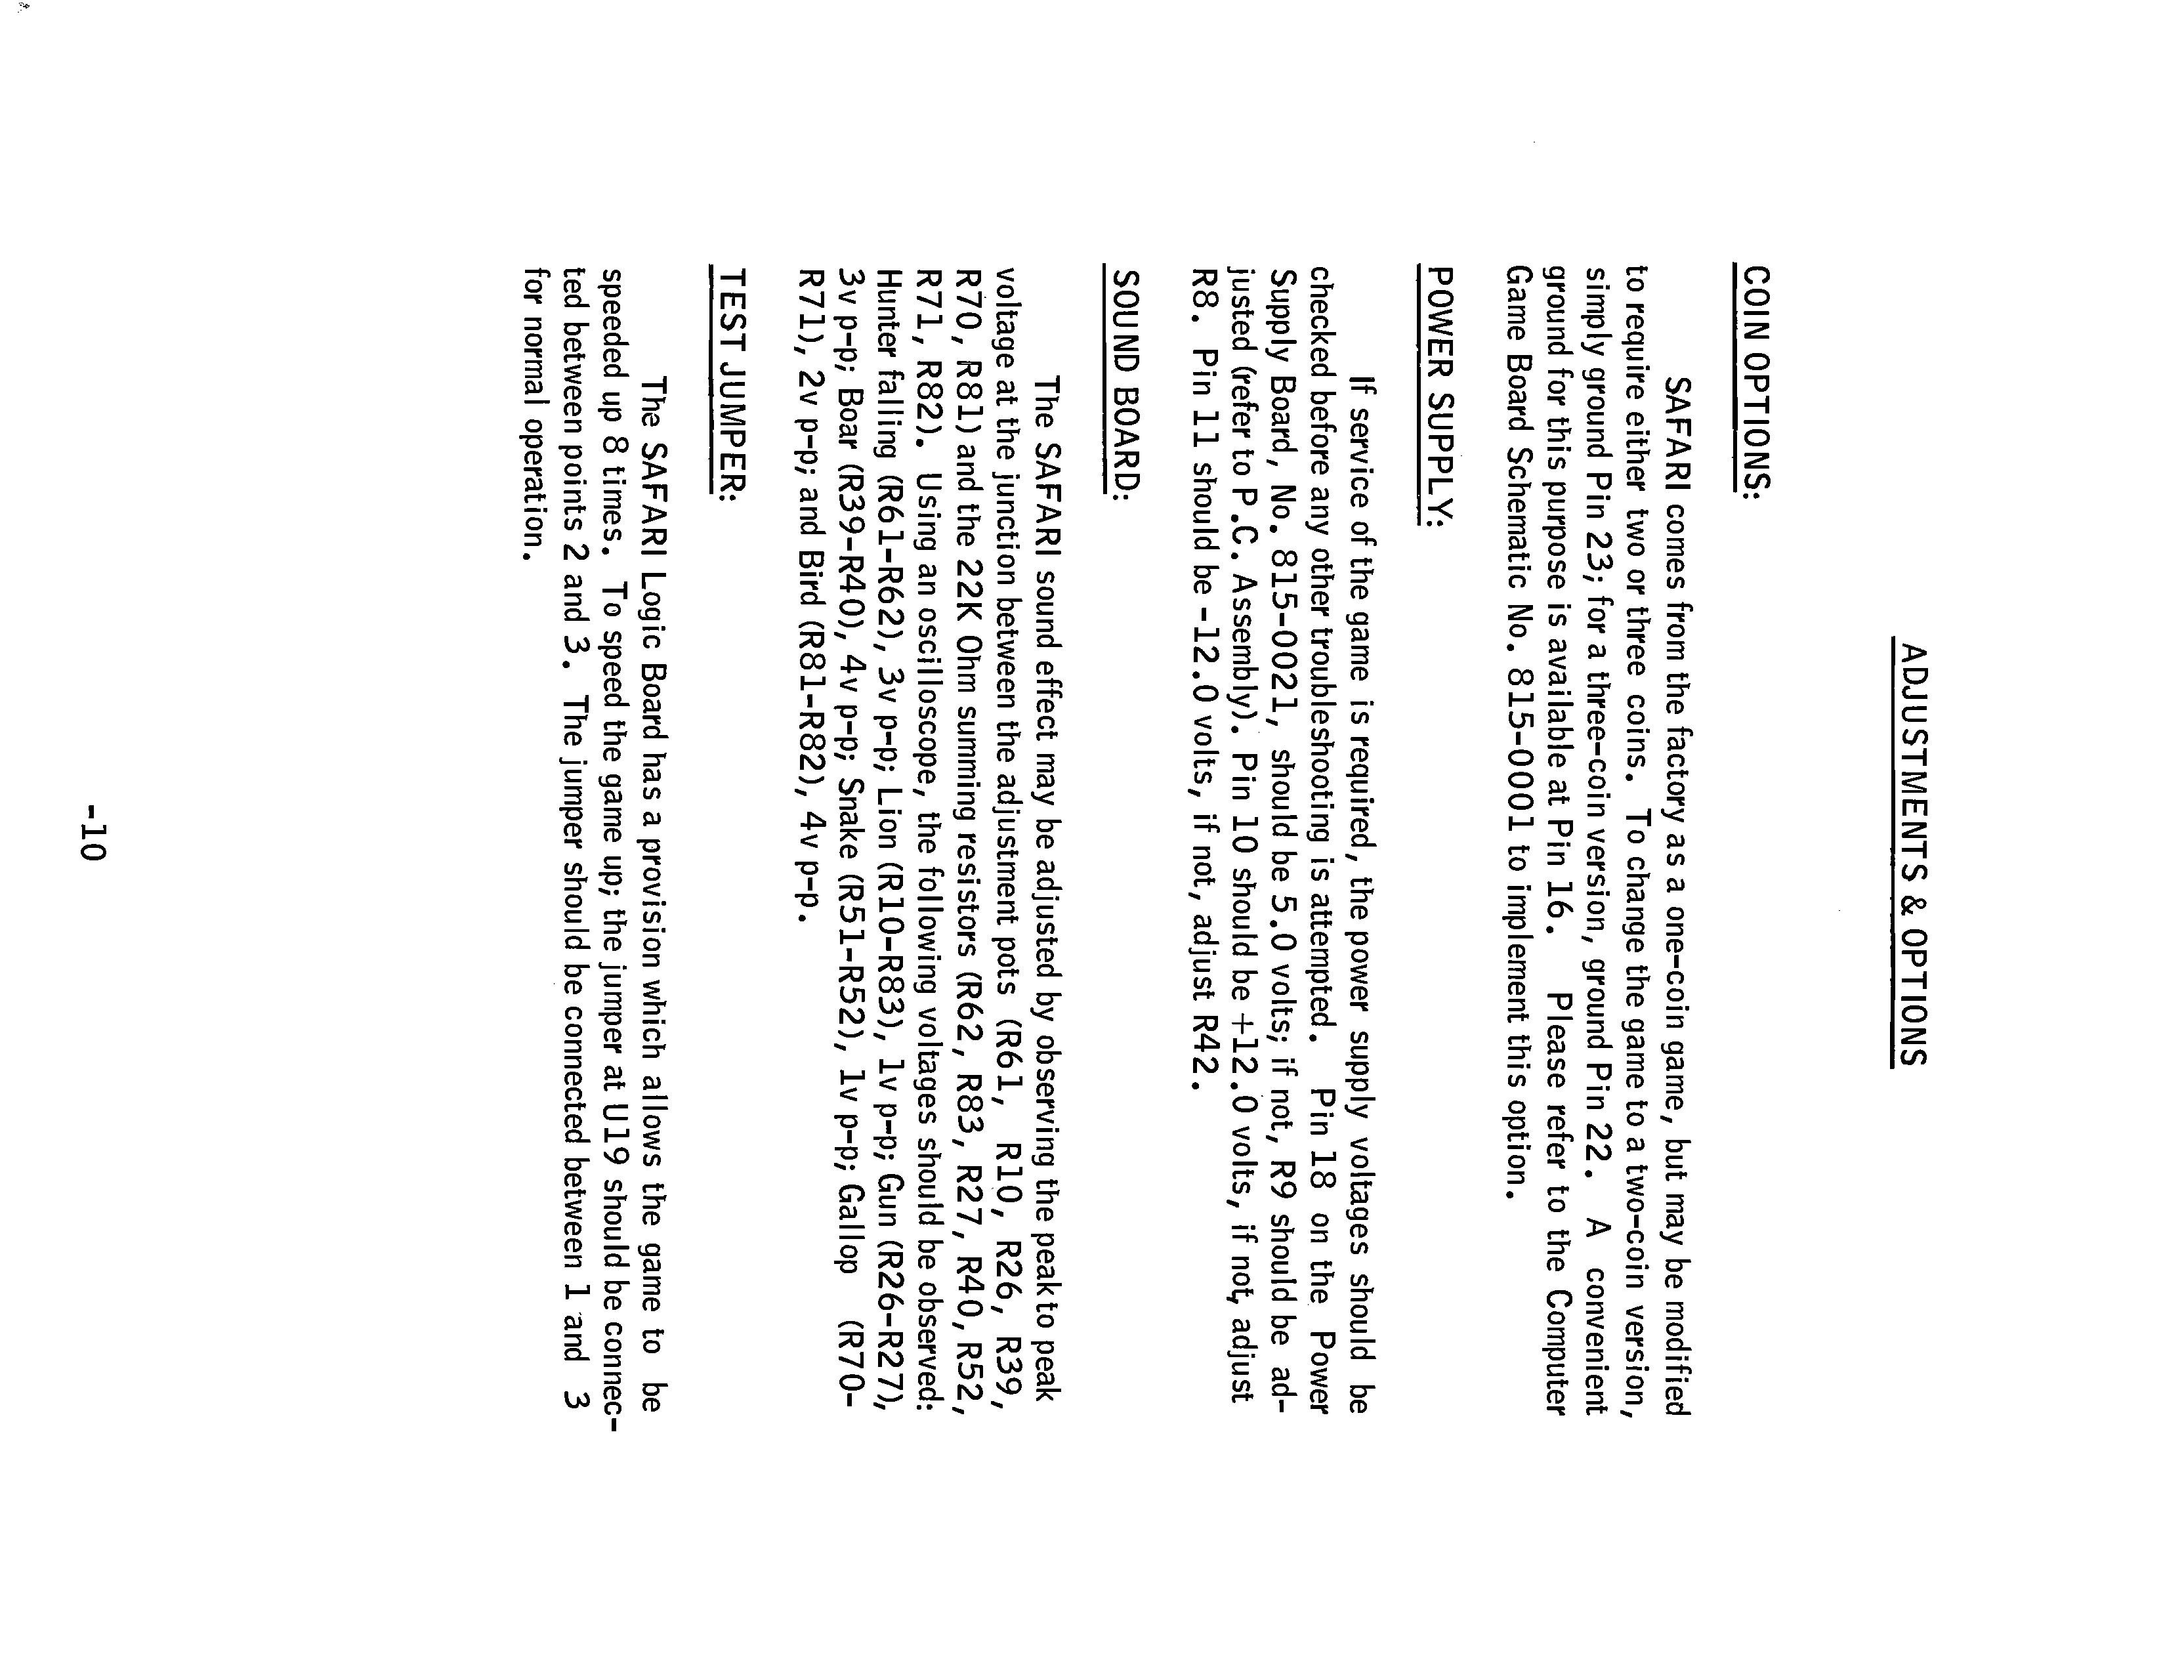 ADJUSTMENTS & OPTIONS
COIN OPTIONS:
SAFARI comes from the factory as a one-coin game, but may be modified
to require either two or three coins. To change the game to a two-coin version,
simply ground Pin 23; for a three-coin version, ground Pin 22. A convenient
ground for this purpose is available at Pin 16. Please refer to the Computer
Game Board Schematic No. 815-0001 to implement this option.
POWER SUPPLY:
If service of the game is required, the power supply voltages should be
checked before any other troubleshooting is attempted. Pin 18 on the Power
Supply Board, No. 815-0021, should be 5.0 volts; if not, R9 should be ad-
justed (refer to P.C. Assembly). Pin 10 should be +12.0 volts, if not, adjust
R8. Pin 11 should be -12.0 volts, if not, adjust R42.
SOUND BOARD:
The SAFARI sound effect may be adjusted by observing the peak to peak
voltage at the junction between the adjustment pots (R61, R10, R26, R39,
R70, R81) and the 22K Ohm summing resistors (R62, R83, R27, R40, R52,
R71, R82). Using an oscilloscope, the following voltages should be observed:
Hunter falling (R61-R62), 3v p-p; Lion (R10-R83), 1v p-p; Gun (R26-R27),
3v p-p; Boar (R39-R40), 4v p-p; Snake (R51-R52), 1v p-p; Gallop (R70-
R71), 2v p-p; and Bird (R81-R82), 4v p-p.
TEST JUMPER:
The SAFARI Logic Board has a provision which allows the game to be
speeded up 8 times. To speed the game up; the jumper at U19 should be connec-
ted between points 2 and 3. The jumper should be connected between 1 and 3
for normal operation.
-10